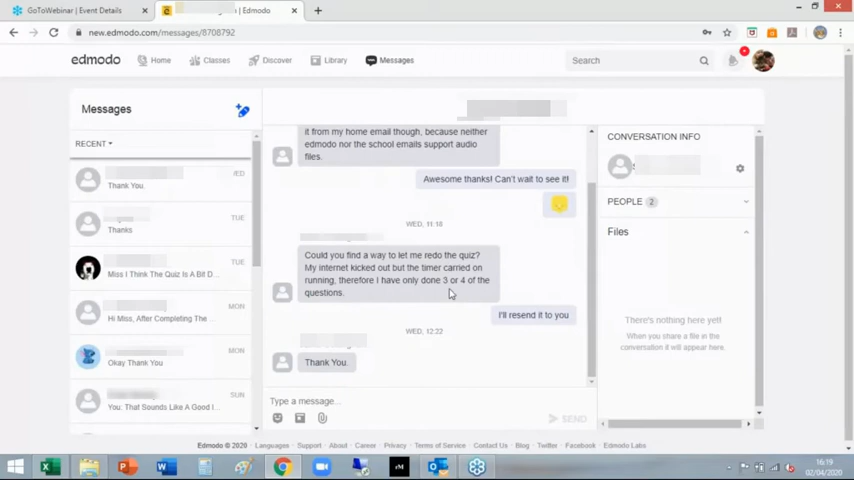 GoToWebinar | Event Details
| Edmodo
new.edmodo.com/messages/8708792
edmodo
Home
Classes
Discover
Library
Messages
Search
Messages
RECENT
IED
Thank You.
TUE
Thanks
TUE
Miss I Think The Quiz Is A Bit D...
MON
Hi Miss, After Completing The ...
MON
Okay Thank You
SUN
You: That Sounds Like A Good I...
it from my home email though, because neither
edmodo nor the school emails support audio
files.
Awesome thanks! Can't wait to see it!
WED, 11:18
Could you find a way to let me redo the quiz?
My internet kicked out but the timer carried on
running, therefore I have only done 3 or 4 of the
questions.
I'll resend it to you
WED, 12:22
Thank You.
Type a message...
SEND
CONVERSATION INFO
PEOPLE 2
Files
There's nothing here yet!
When you share a file in the
conversation it will appear here.
Edmodo © 2020 · Languages · Support · About · Career · Privacy · Terms of Service · Contact Us · Blog · Twitter · Facebook · Edmodo Labs
rM
16:19
02/04/2020